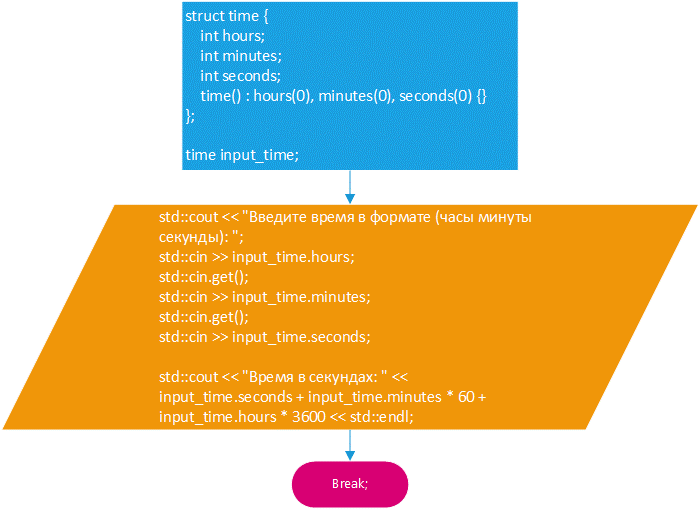 struct time {
int hours;
int minutes;
int seconds;
time() : hours(0), minutes(0), seconds(0) {}
};
time input_time;
std::cout << "Введите время в формате (часы минуты
секунды): ";
std::cin >> input_time.hours;
std::cin.get();
std::cin >> input_time.minutes;
std::cin.get();
std::cin >> input_time.seconds;
std::cout << "Время в секундах: " <<
input_time.seconds + input_time.minutes * 60 +
input_time.hours * 3600 << std::endl;
Break;